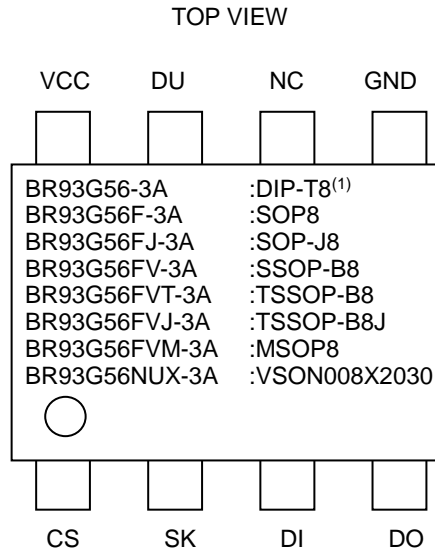 TOP VIEW
VCC DU NC GND
BR93G56-3A :DIP-T8(1)
BR93G56F-3A :SOP8
BR93G56FJ-3A :SOP-J8
BR93G56FV-3A :SSOP-B8
BR93G56FVT-3A :TSSOP-B8
BR93G56FVJ-3A :TSSOP-B8J
BR93G56FVM-3A :MSOP8
BR93G56NUX-3A :VSON008X2030
CS SK DI DO